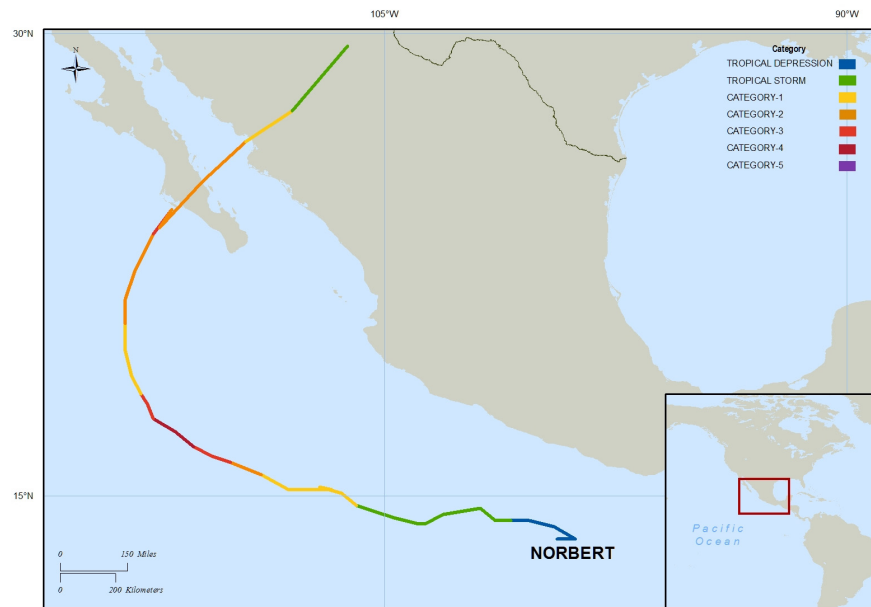 105°W
90°W
30°N
N
Category
TROPICAL DEPRESSION
TROPICAL STORM
CATEGORY-1
CATEGORY-2
CATEGORY-3
CATEGORY-4
CATEGORY-5
15°N
NORBERT
Pacific
Ocean
0 150 Miles
0 200 Kilometers